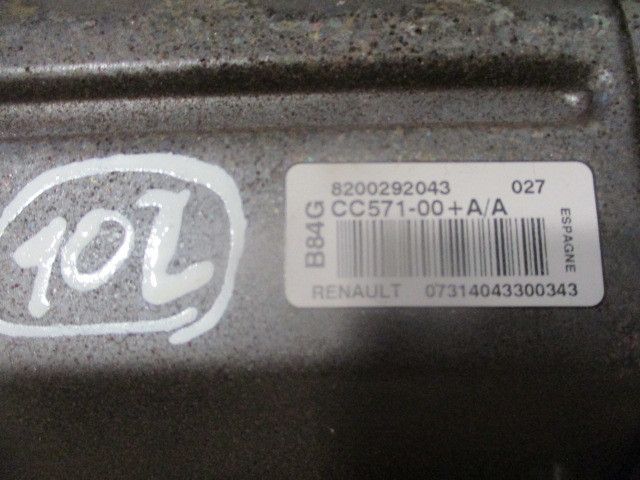 102
8200292043 027
B84G
CC571-00+A/A
ESPAGNE
RENAULT 07314043300343